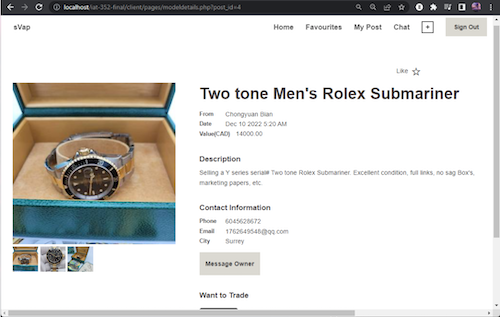 localhost/iat-352-final/client/pages/modeldetails.php?post_id=4
sVap
Home Favourites My Post Chat + Sign Out
Like
Two tone Men's Rolex Submariner
From Chongyuan Bian
Date Dec 10 2022 5:20 AM
Value(CAD) 14000.00
Description
Selling a Y series serial# Two tone Rolex Submariner. Excellent condition, full links, no sag Box's,
marketing papers, etc.
Contact Information
Phone 6045628672
Email 1762649548@qq.com
City Surrey
Message Owner
Want to Trade